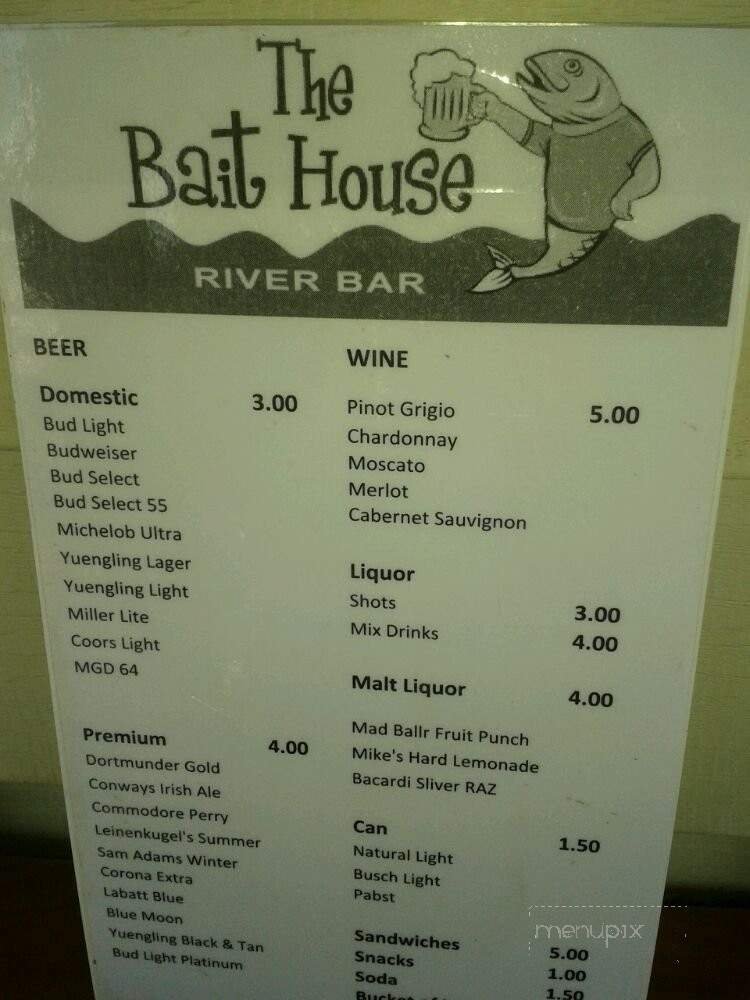 The
Bait House
RIVER BAR
BEER
Domestic 3.00
Bud Light
Budweiser
Bud Select
Bud Select 55
Michelob Ultra
Yuengling Lager
Yuengling Light
Miller Lite
Coors Light
MGD 64
Premium 4.00
Dortmunder Gold
Conways Irish Ale
Commodore Perry
Leinenkugel's Summer
Sam Adams Winter
Corona Extra
Labatt Blue
Blue Moon
Yuengling Black & Tan
Bud Light Platinum
WINE
Pinot Grigio 5.00
Chardonnay
Moscato
Merlot
Cabernet Sauvignon
Liquor
Shots 3.00
Mix Drinks 4.00
Malt Liquor 4.00
Mad Ballr Fruit Punch
Mike's Hard Lemonade
Bacardi Sliver RAZ
Can 1.50
Natural Light
Busch Light
Pabst
Sandwiches 5.00
Snacks 1.00
Soda 1.50
Bucket of
menupix